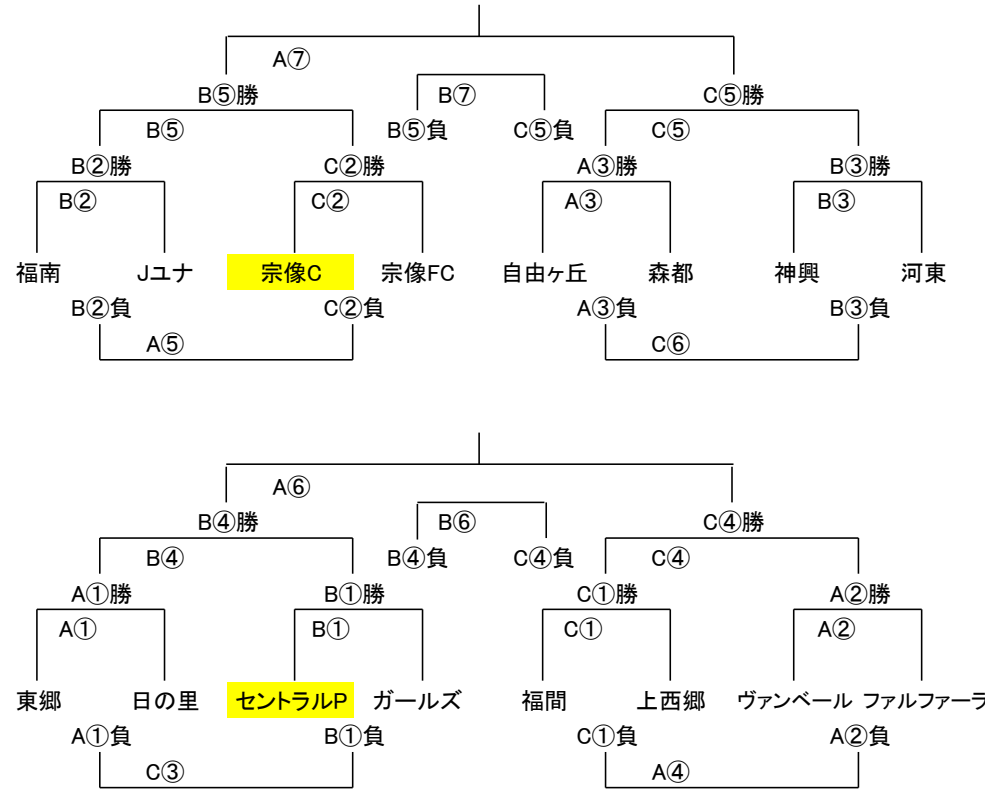 A⑦
B⑤勝 B⑦ C⑤勝
B⑤ B⑤負 C⑤負 C⑤
B②勝 C②勝 A③勝 B③勝
B② C② A③ B③
福南 Jユナ 宗像C 宗像FC 自由ヶ丘 森都 神興 河東
B②負 C②負 A③負 B③負
A⑤ C⑥
A⑥
B④勝 B⑥ C④勝
B④ B④負 C④負 C④
A①勝 B①勝 C①勝 A②勝
A① B① C① A②
東郷 日の里 セントラルP ガールズ 福間 上西郷 ヴァンベール ファルファーラ
A①負 B①負 C①負 A②負
C③ A④